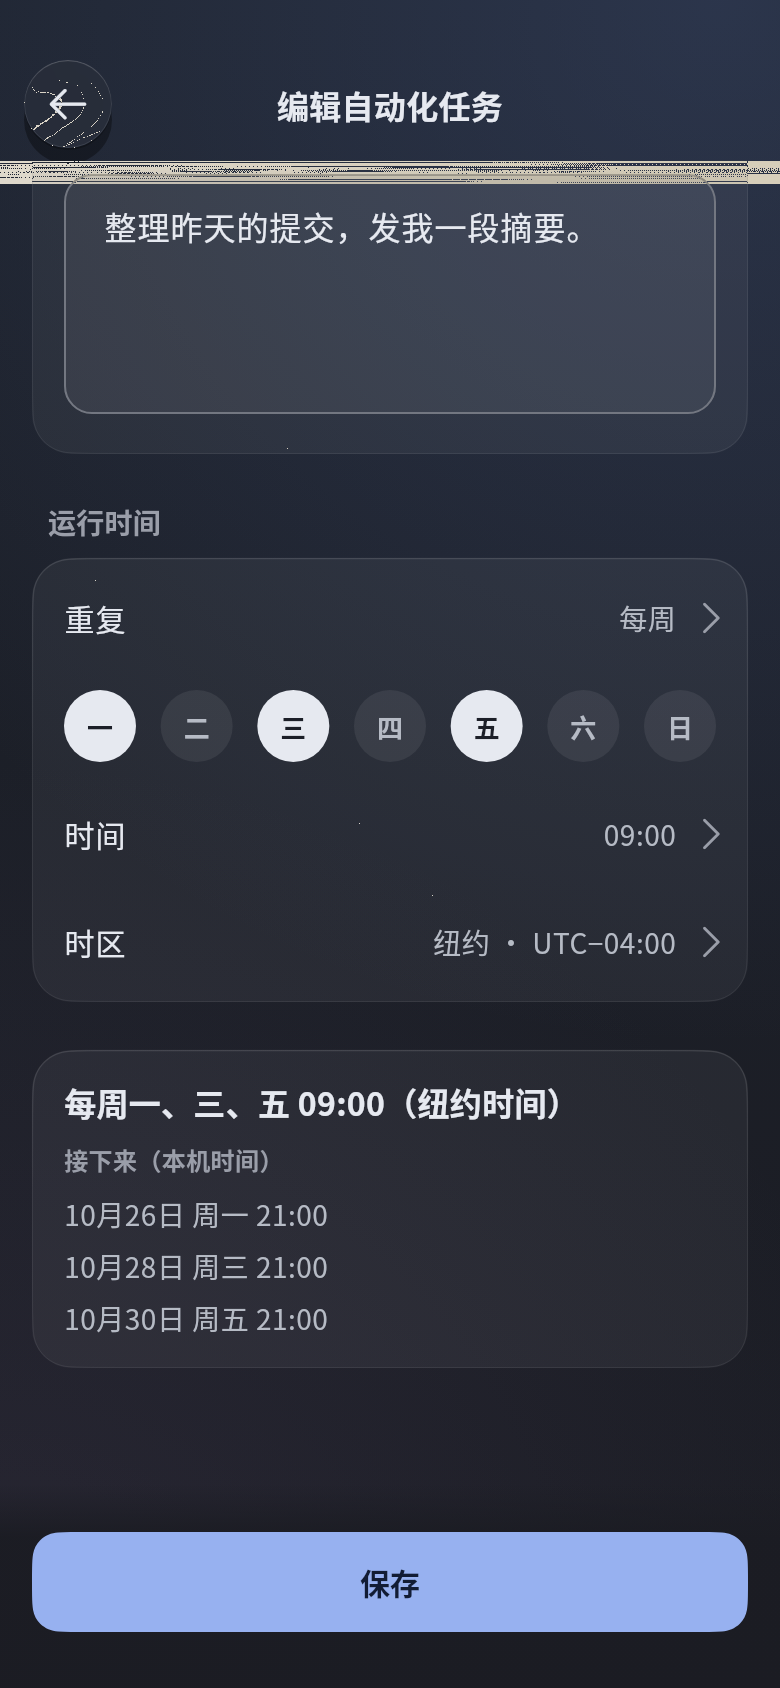 编辑自动化任务
整理昨天的提交，发我一段摘要。
运行时间
重复 每周
一 二 三 四 五 六 日
时间 09:00
时区 纽约 · UTC−04:00
每周一、三、五 09:00（纽约时间）
接下来（本机时间）
10月26日 周一 21:00
10月28日 周三 21:00
10月30日 周五 21:00
保存